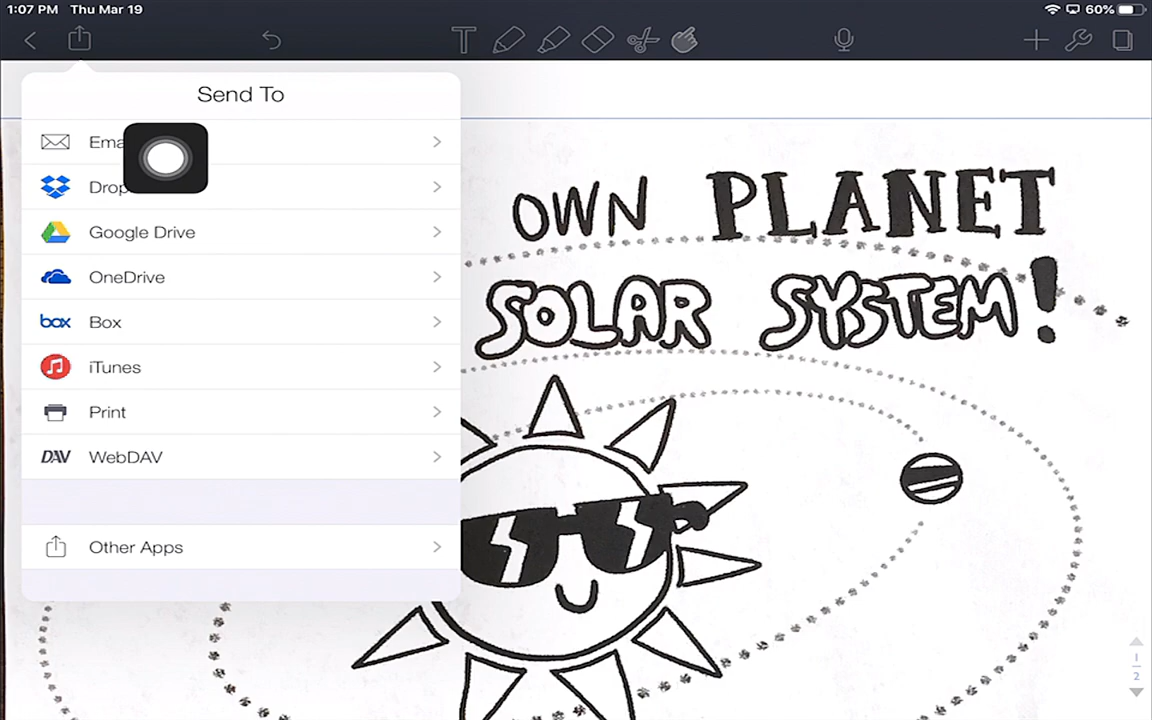 1:07 PM Thu Mar 19
60%
T
Send To
Ema
Drop
Google Drive
OneDrive
box Box
iTunes
Print
DAV WebDAV
Other Apps
OWN PLANET
SOLAR SYSTEM!
1
2